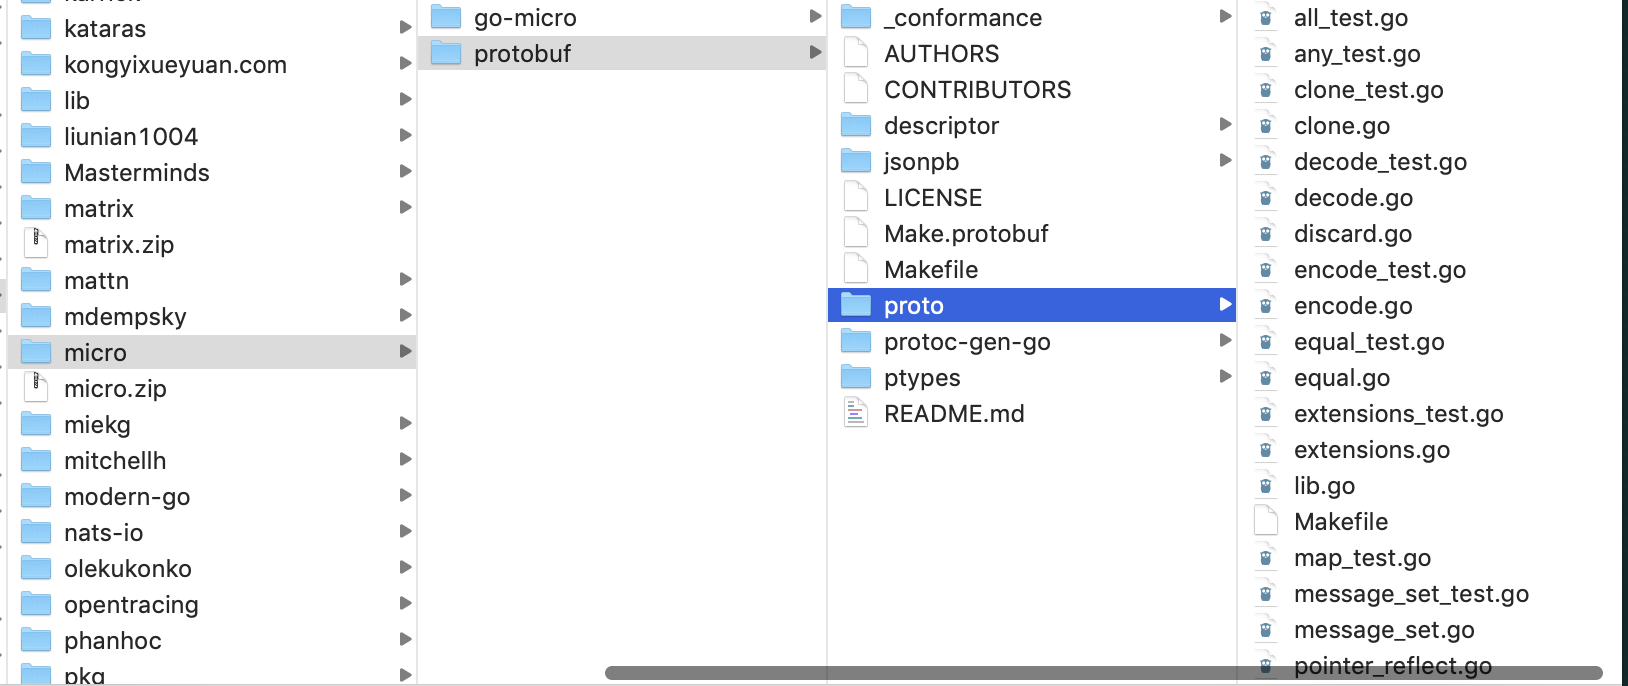 kataras
kongyixueyuan.com
lib
liunian1004
Masterminds
matrix
matrix.zip
mattn
mdempsky
micro
micro.zip
miekg
mitchellh
modern-go
nats-io
olekukonko
opentracing
phanhoc
pkg
go-micro
protobuf
_conformance
AUTHORS
CONTRIBUTORS
descriptor
jsonpb
LICENSE
Make.protobuf
Makefile
proto
protoc-gen-go
ptypes
README.md
all_test.go
any_test.go
clone_test.go
clone.go
decode_test.go
decode.go
discard.go
encode_test.go
encode.go
equal_test.go
equal.go
extensions_test.go
extensions.go
lib.go
Makefile
map_test.go
message_set_test.go
message_set.go
pointer_reflect.go